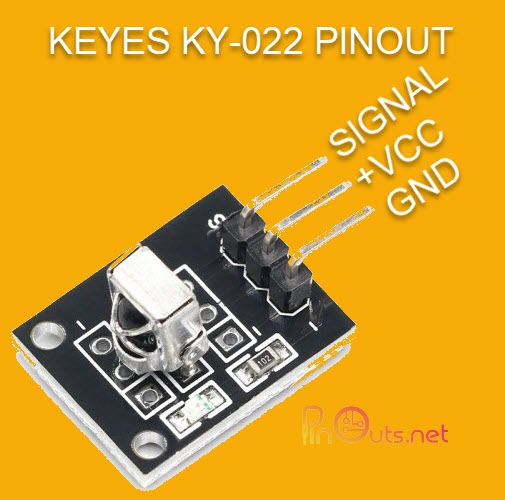 KEYES KY-022 PINOUT
SIGNAL
+VCC
GND
S
102
PinOuts.net